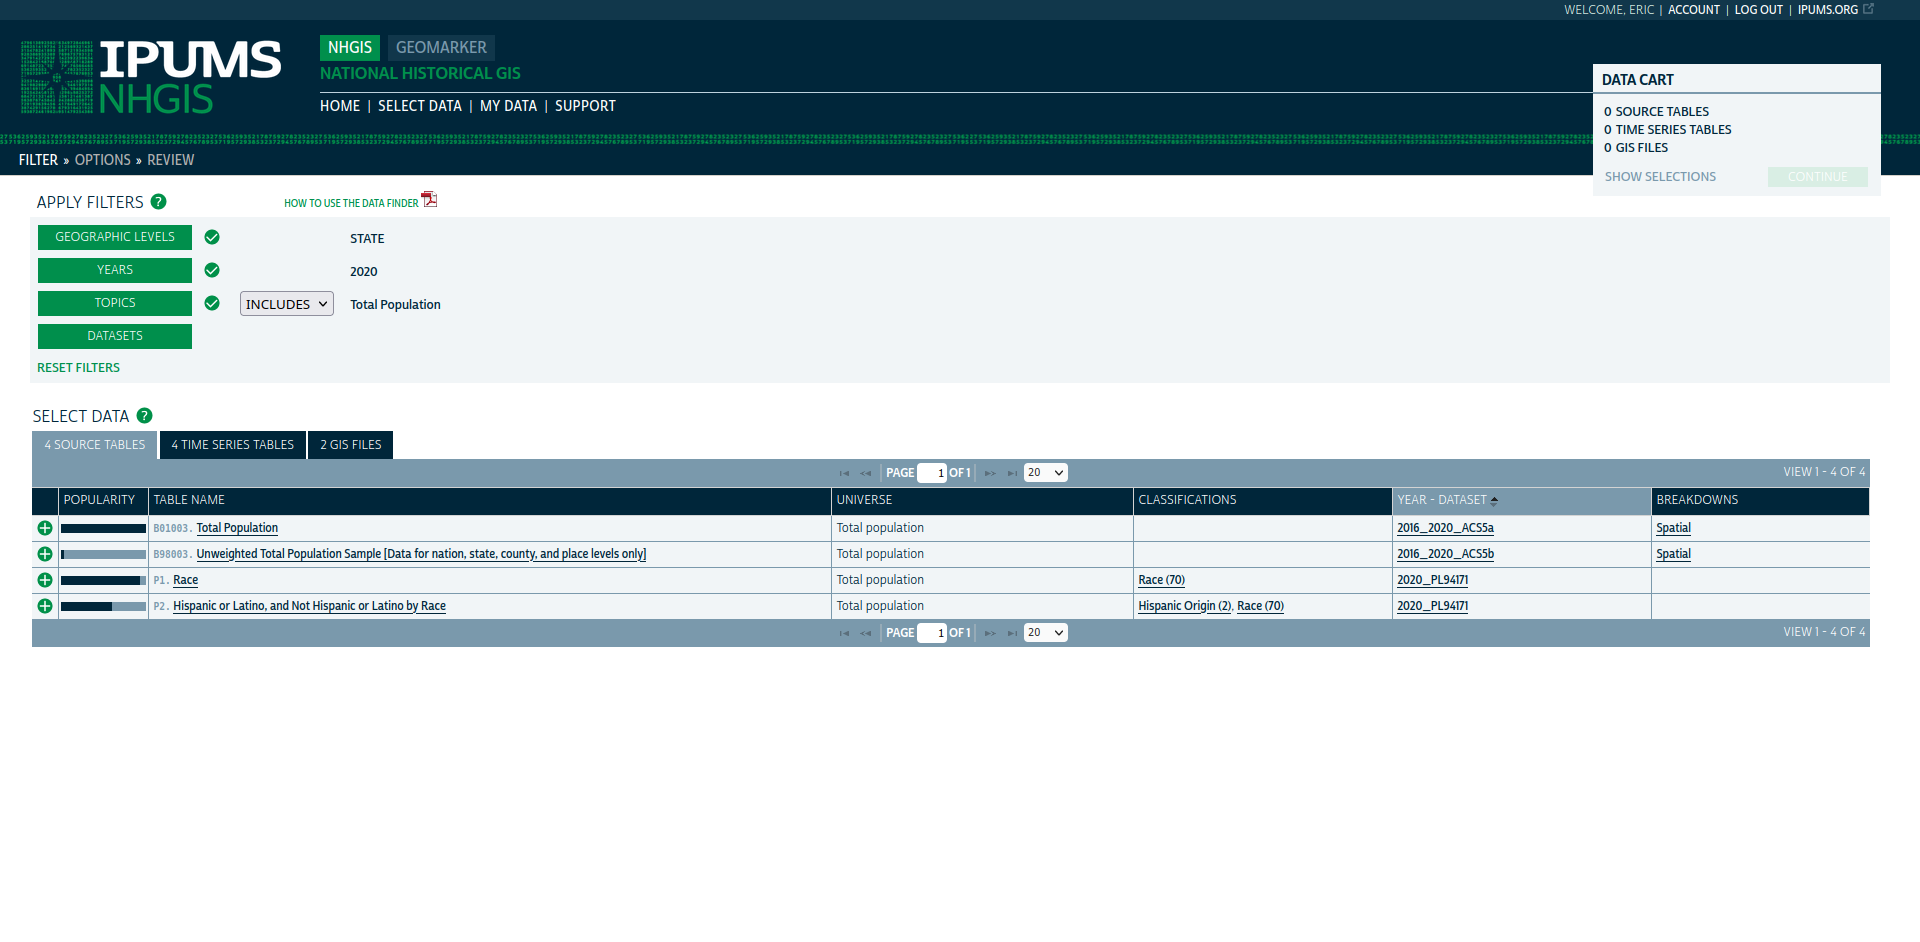 WELCOME, ERIC | ACCOUNT | LOG OUT | IPUMS.ORG
IPUMS
NHGIS
NHGIS GEOMARKER
NATIONAL HISTORICAL GIS
HOME | SELECT DATA | MY DATA | SUPPORT
DATA CART
0 SOURCE TABLES
0 TIME SERIES TABLES
0 GIS FILES
SHOW SELECTIONS CONTINUE
FILTER » OPTIONS » REVIEW
APPLY FILTERS ? HOW TO USE THE DATA FINDER
GEOGRAPHIC LEVELS STATE
YEARS 2020
TOPICS INCLUDES Total Population
DATASETS
RESET FILTERS
SELECT DATA ?
4 SOURCE TABLES 4 TIME SERIES TABLES 2 GIS FILES
PAGE 1 OF 1 20 VIEW 1 - 4 OF 4
POPULARITY TABLE NAME UNIVERSE CLASSIFICATIONS YEAR - DATASET BREAKDOWNS
B01003. Total Population Total population 2016_2020_ACS5a Spatial
B98003. Unweighted Total Population Sample [Data for nation, state, county, and place levels only] Total population 2016_2020_ACS5b Spatial
P1. Race Total population Race (70) 2020_PL94171
P2. Hispanic or Latino, and Not Hispanic or Latino by Race Total population Hispanic Origin (2), Race (70) 2020_PL94171
PAGE 1 OF 1 20 VIEW 1 - 4 OF 4